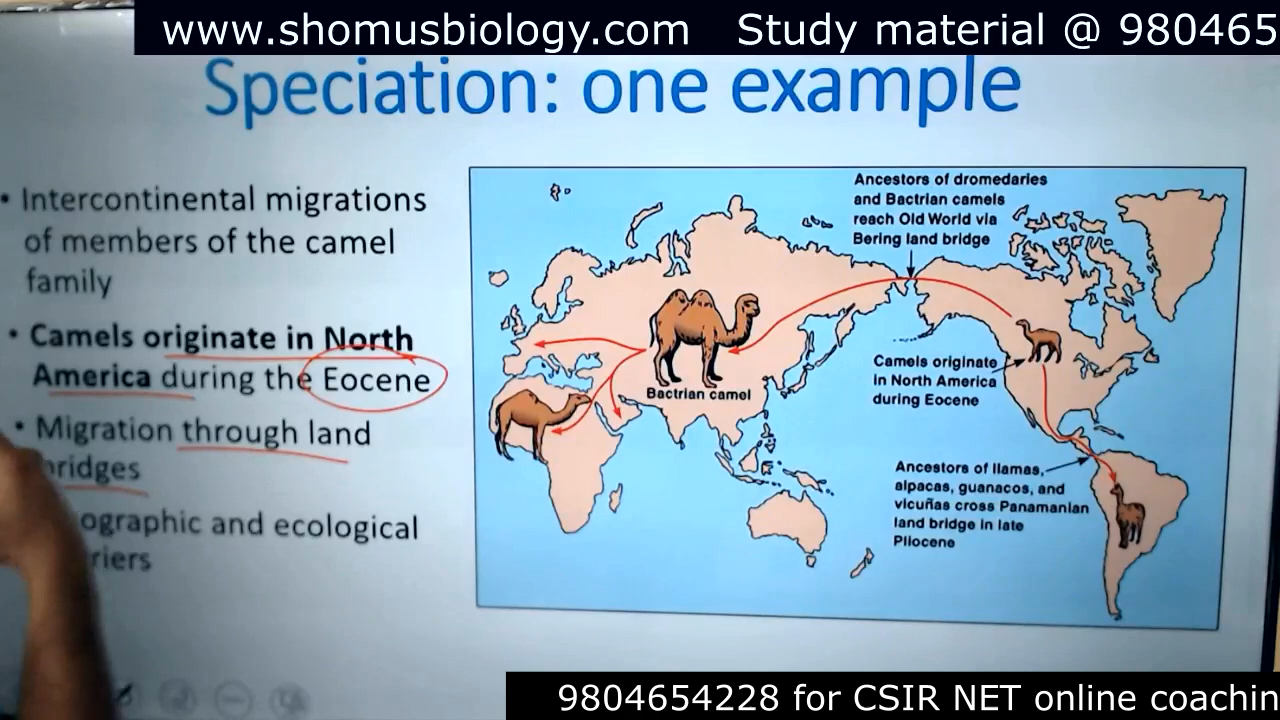 www.shomusbiology.com Study material @ 980465
Speciation: one example
• Intercontinental migrations
of members of the camel
family
• Camels originate in North
America during the Eocene
• Migration through land
bridges
ographic and ecological
riers
Ancestors of dromedaries
and Bactrian camels
reach Old World via
Bering land bridge
Bactrian camel
Camels originate
in North America
during Eocene
Ancestors of llamas,
alpacas, guanacos, and
vicuñas cross Panamanian
land bridge in late
Pliocene
9804654228 for CSIR NET online coachin